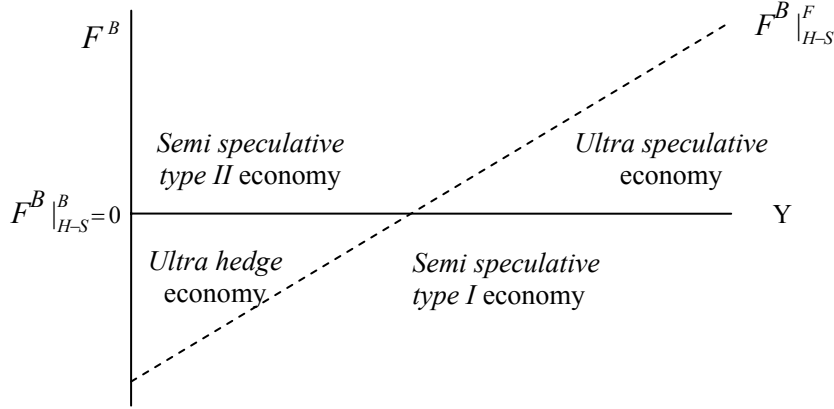 F^B
F^B|^F_{H–S}
Semi speculative
type II economy
Ultra speculative
economy
F^B|^B_{H–S}=0
Y
Ultra hedge
economy
Semi speculative
type I economy